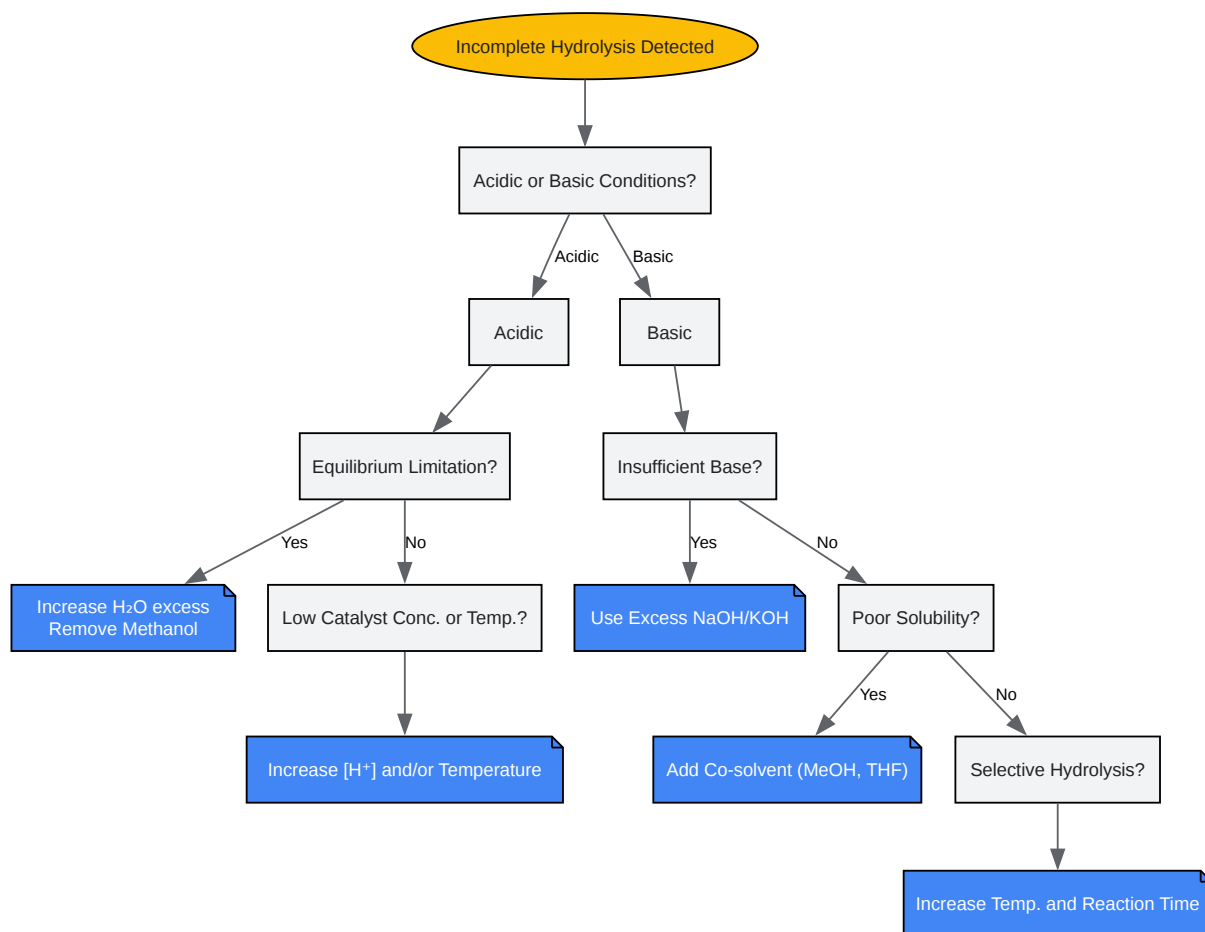 Incomplete Hydrolysis Detected
Acidic or Basic Conditions?
Acidic
Basic
Acidic
Basic
Equilibrium Limitation?
Insufficient Base?
Yes
No
Yes
No
Increase H₂O excess
Remove Methanol
Low Catalyst Conc. or Temp.?
Use Excess NaOH/KOH
Poor Solubility?
Yes
No
Increase [H⁺] and/or Temperature
Add Co-solvent (MeOH, THF)
Selective Hydrolysis?
Increase Temp. and Reaction Time